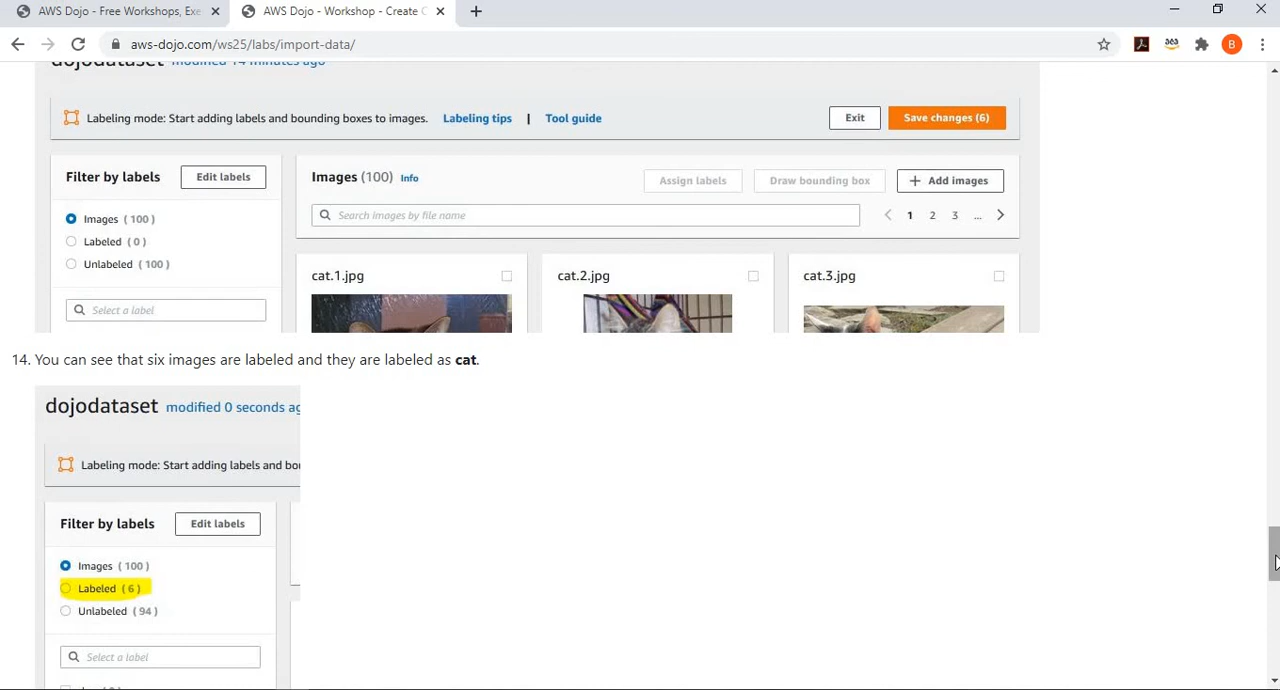 AWS Dojo - Free Workshops, Exe
AWS Dojo - Workshop - Create C
aws-dojo.com/ws25/labs/import-data/
B
dojodataset modified 14 minutes ago
Labeling mode: Start adding labels and bounding boxes to images. Labeling tips | Tool guide Exit Save changes (6)
Filter by labels Edit labels
Images ( 100 )
Labeled ( 0 )
Unlabeled ( 100 )
Select a label
Images (100) Info Assign labels Draw bounding box + Add images
Search images by file name < 1 2 3 ... >
cat.1.jpg cat.2.jpg cat.3.jpg
14. You can see that six images are labeled and they are labeled as cat.
dojodataset modified 0 seconds ag
Labeling mode: Start adding labels and bou
Filter by labels Edit labels
Images ( 100 )
Labeled ( 6 )
Unlabeled ( 94 )
Select a label